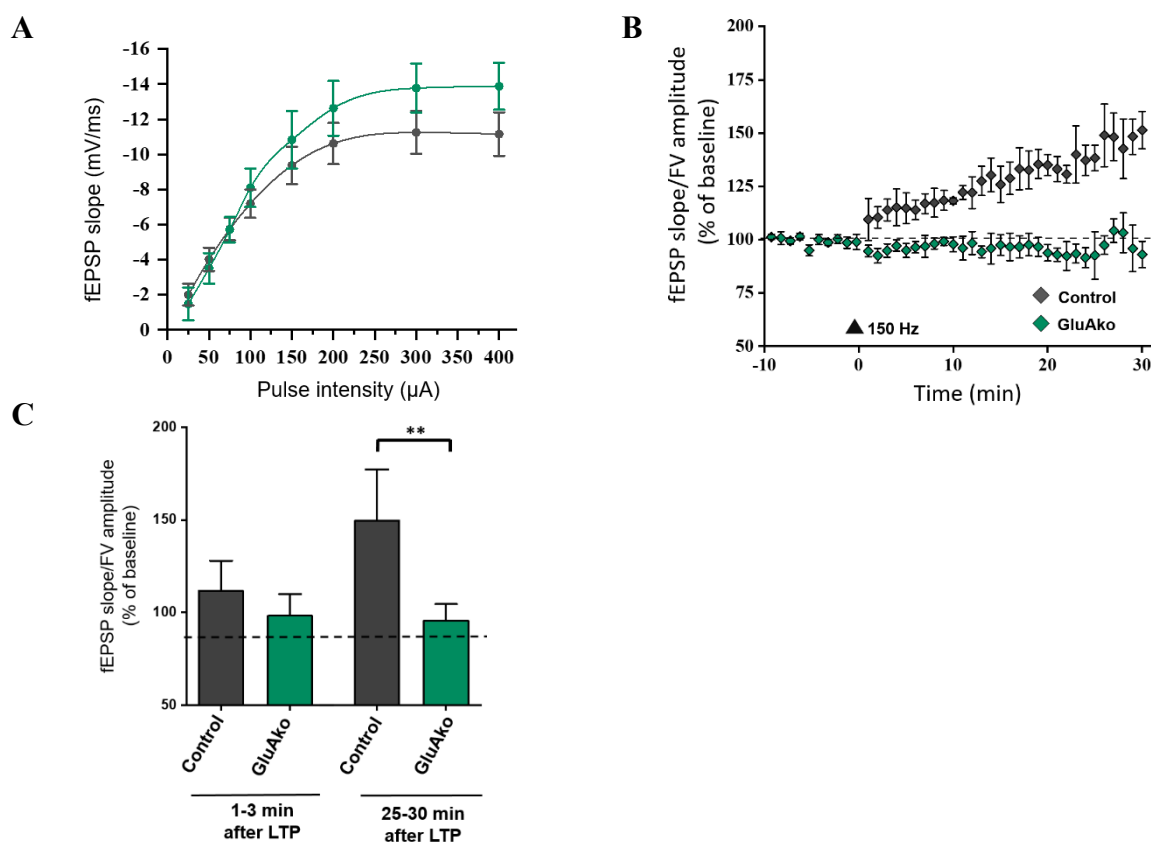 A
-16
-14
-12
-10
-8
-6
-4
-2
0
fEPSP slope (mV/ms)
0 50 100 150 200 250 300 350 400
Pulse intensity (µA)
B
200
175
150
125
100
75
50
fEPSP slope/FV amplitude
(% of baseline)
Control
GluAko
150 Hz
-10 0 10 20 30
Time (min)
C
200
150
100
50
fEPSP slope/FV amplitude
(% of baseline)
**
Control GluAko Control GluAko
1-3 min 25-30 min
after LTP after LTP